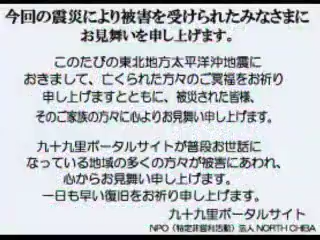 今回の震災により被害を受けられたみなさまに
お見舞いを申し上げます。
このたびの東北地方太平洋沖地震に
おきまして、亡くられた方々のご冥福をお祈り
申し上げますとともに、被災された皆様、
そのご家族の方々に心よりお見舞い申し上げます。
九十九里ポータルサイトが普段お世話に
なっている地域の多くの方々が被害にあわれ、
心からお見舞い申し上げます。
一日も早い復旧をお祈り申し上げます。
九十九里ポータルサイト
NPO（特定非営利活動）法人 NORTH CHIBA